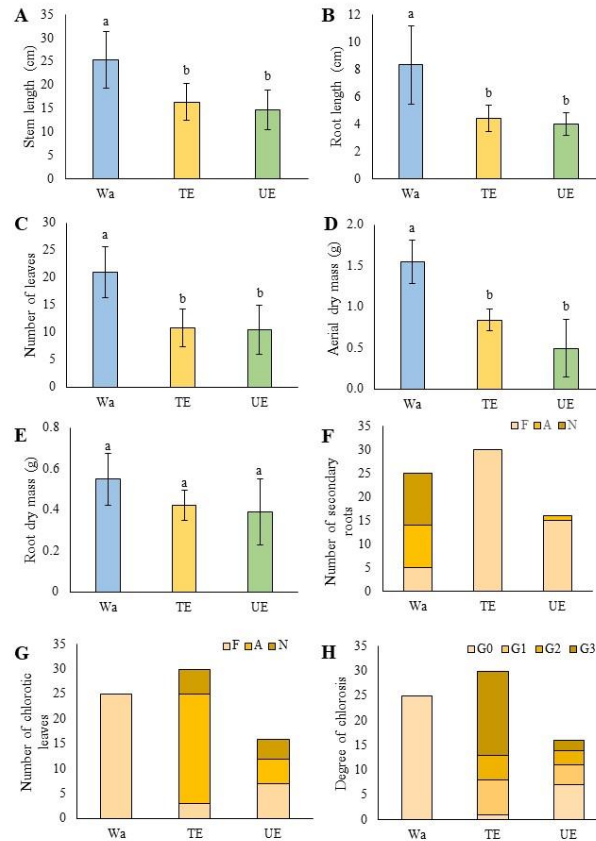 A
Stem length (cm)
35
30
25
20
15
10
5
0
a
b
b
Wa TE UE
B
Root length (cm)
12
10
8
6
4
2
0
a
b
b
Wa TE UE
C
Number of leaves
30
25
20
15
10
5
0
a
b
b
Wa TE UE
D
Aerial dry mass (g)
2.0
1.5
1.0
0.5
0.0
a
b
b
Wa TE UE
E
Root dry mass (g)
0.8
0.6
0.4
0.2
0
a
a
a
Wa TE UE
F
F A N
Number of secondary
roots
35
30
25
20
15
10
5
0
Wa TE UE
G
F A N
Number of chlorotic
leaves
35
30
25
20
15
10
5
0
Wa TE UE
H
G0 G1 G2 G3
Degree of chlorosis
35
30
25
20
15
10
5
0
Wa TE UE